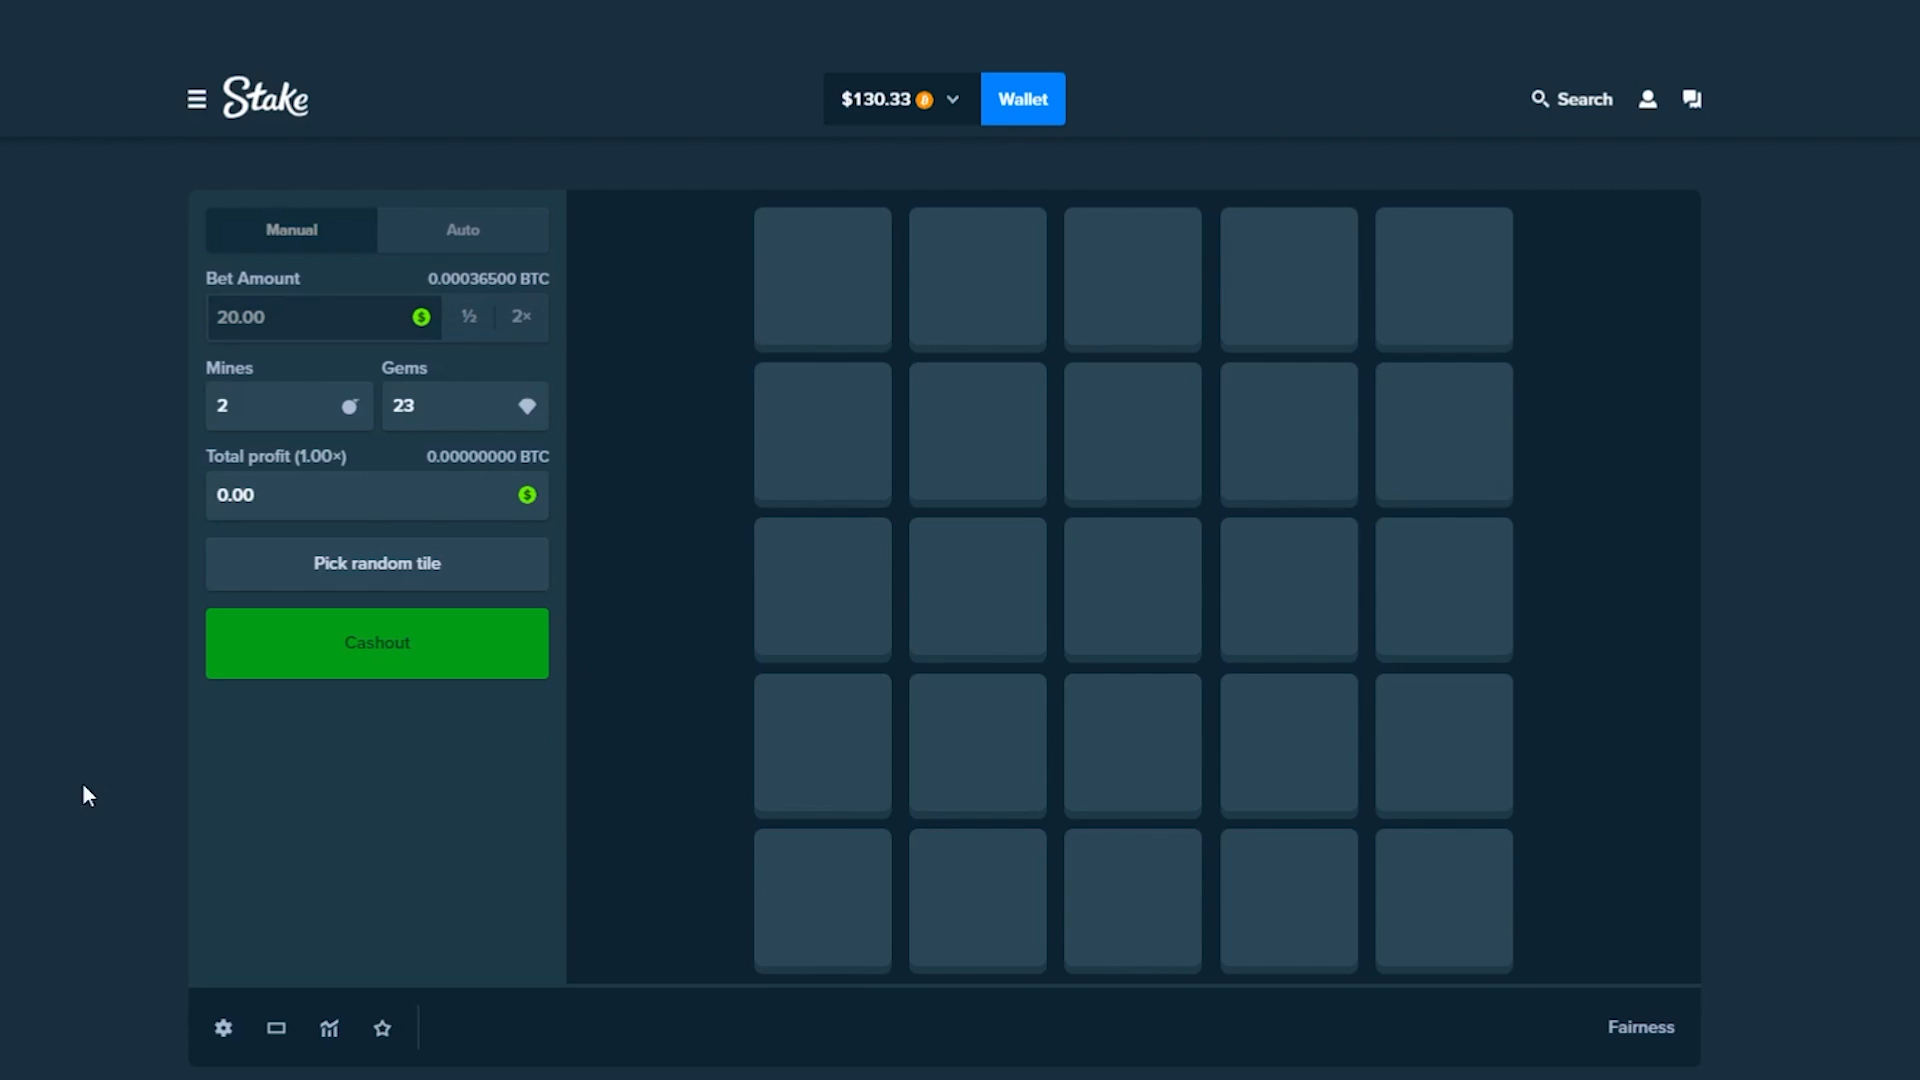 Stake
$130.33
Wallet
Search
Manual
Auto
Bet Amount
0.00036500 BTC
20.00
½
2×
Mines
Gems
2
23
Total profit (1.00×)
0.00000000 BTC
0.00
Pick random tile
Cashout
Fairness